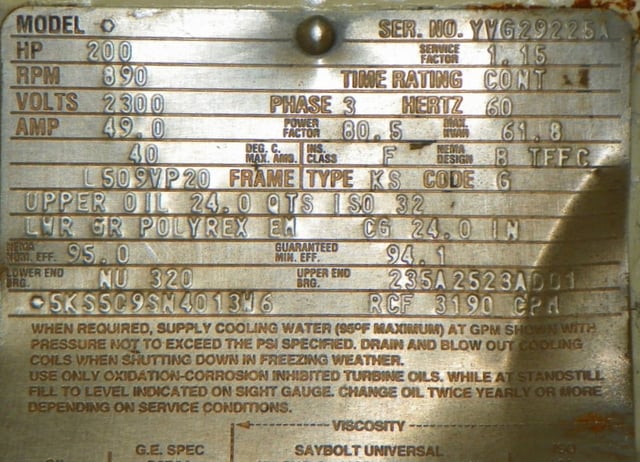 MODEL SER. NO. YVG29225A
HP 200 SERVICE FACTOR 1.15
RPM 890 TIME RATING CONT
VOLTS 2300 PHASE 3 HERTZ 60
AMP 49.0 POWER FACTOR 80.5 MAX. KVAR 61.8
40 DEG. C. MAX. AMB. INS. CLASS F NEMA DESIGN B TEFC
L509VP20 FRAME TYPE KS CODE G
UPPER OIL 24.0 QTS ISO 32
LWR GR POLYREX EM CG 24.0 IN
NEMA NOM. EFF. 95.0 GUARANTEED MIN. EFF. 94.1
LOWER END BRG. NU 320 UPPER END BRG. 235A2523AD01
5KS509SN4013W6 RCF 3190 CPM
WHEN REQUIRED, SUPPLY COOLING WATER (95°F MAXIMUM) AT GPM SHOWN WITH
PRESSURE NOT TO EXCEED THE PSI SPECIFIED. DRAIN AND BLOW OUT COOLING
COILS WHEN SHUTTING DOWN IN FREEZING WEATHER.
USE ONLY OXIDATION-CORROSION INHIBITED TURBINE OILS. WHILE AT STANDSTILL
FILL TO LEVEL INDICATED ON SIGHT GAUGE. CHANGE OIL TWICE YEARLY OR MORE
DEPENDING ON SERVICE CONDITIONS.
VISCOSITY
G.E. SPEC SAYBOLT UNIVERSAL ISO